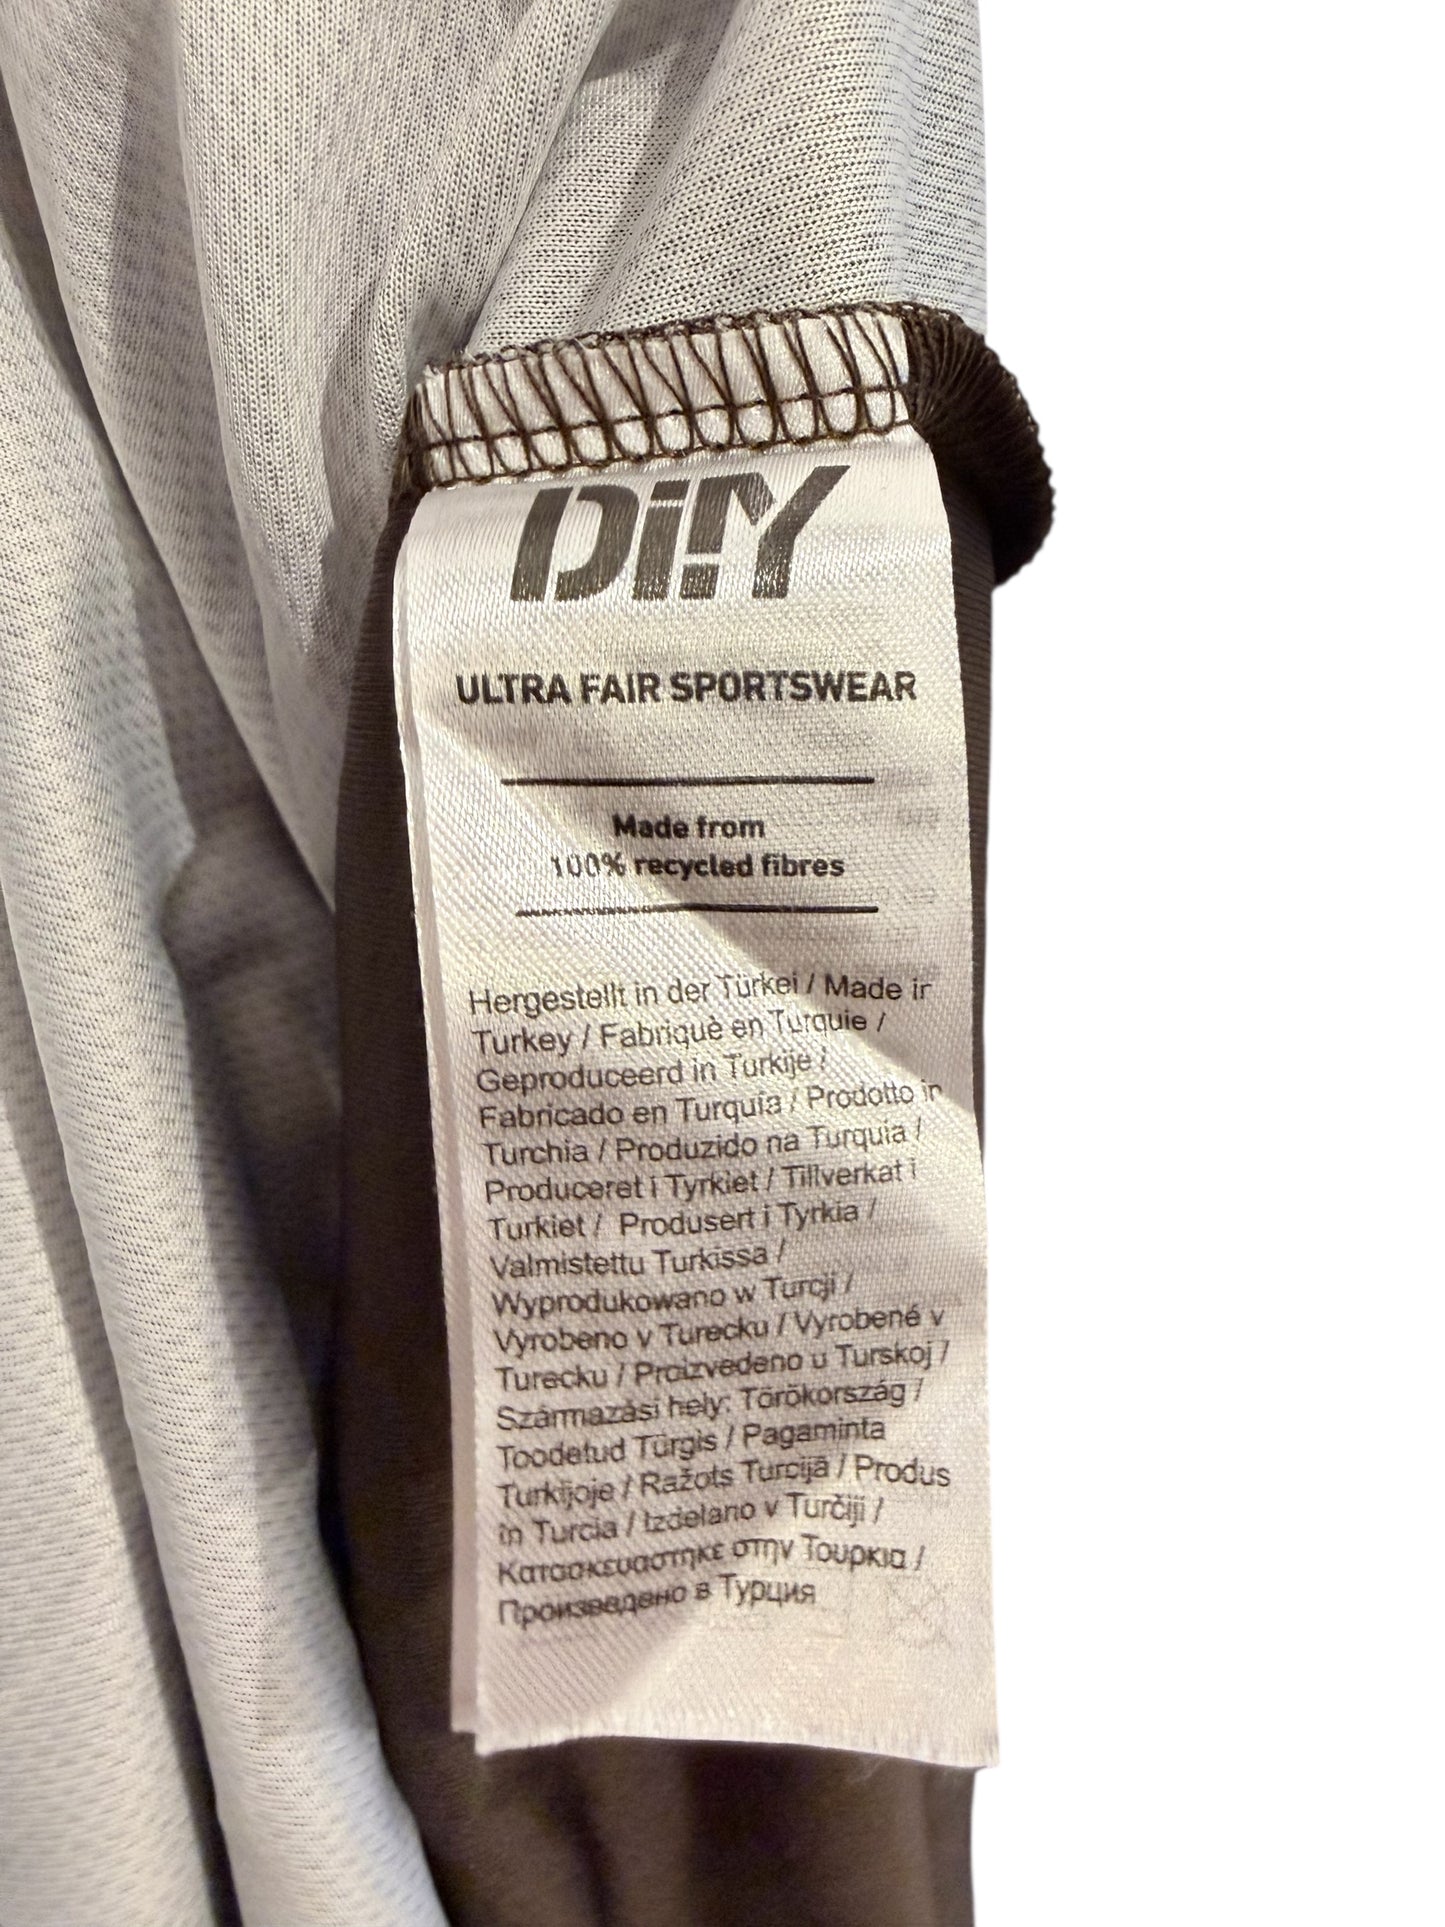 DiY
ULTRA FAIR SPORTSWEAR
Made from
100% recycled fibres
Hergestellt in der Türkei / Made in
Turkey / Fabriqué en Turquie /
Geproduceerd in Turkije /
Fabricado en Turquía / Prodotto in
Turchia / Produzido na Turquia /
Produceret i Tyrkiet / Tillverkat i
Turkiet / Produsert i Tyrkia /
Valmistettu Turkissa /
Wyprodukowano w Turcji /
Vyrobeno v Turecku / Vyrobené v
Turecku / Proizvedeno u Turskoj /
Származási hely: Törökország /
Toodetud Türgis / Pagaminta
Turkijoje / Ražots Turcijā / Produs
în Turcia / Izdelano v Turčiji /
Κατασκευαστηκε στην Τουρκια /
Произведено в Турция